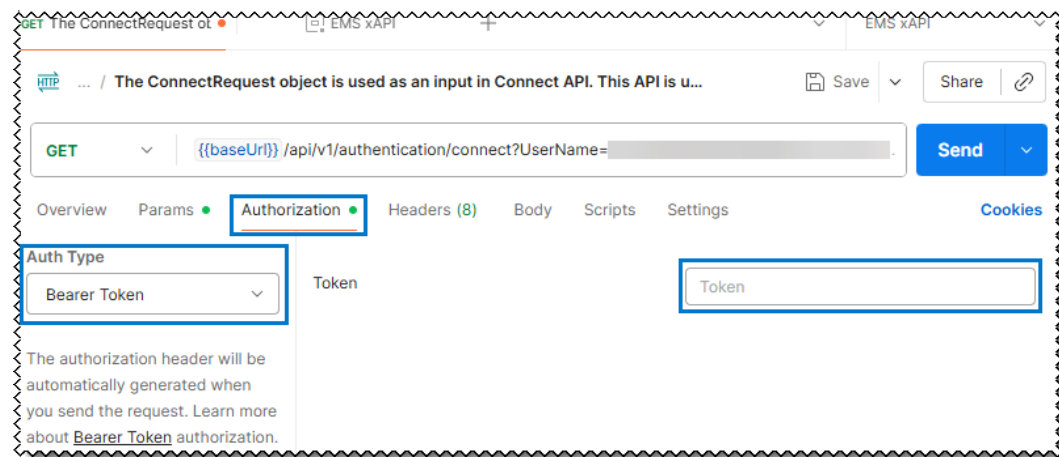 GET The ConnectRequest ob EMS xAPI + EMS xAPI
HTTP ... / The ConnectRequest object is used as an input in Connect API. This API is u... Save Share
GET {{baseUrl}} /api/v1/authentication/connect?UserName= Send
Overview Params Authorization Headers (8) Body Scripts Settings Cookies
Auth Type
Bearer Token
Token
Token
The authorization header will be
automatically generated when
you send the request. Learn more
about Bearer Token authorization.